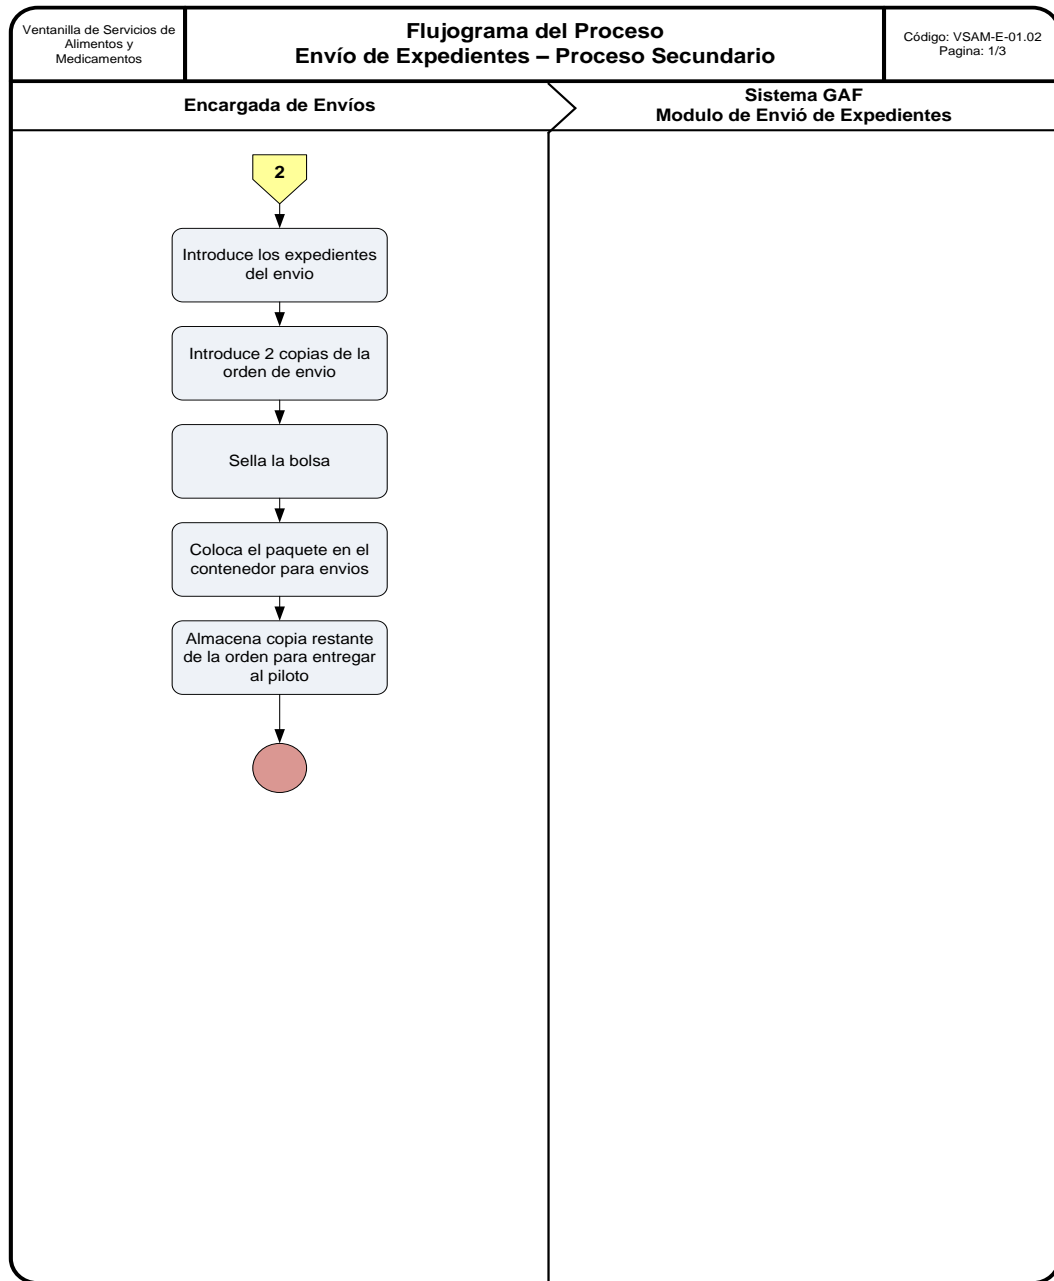 Ventanilla de Servicios de
Alimentos y
Medicamentos
Flujograma del Proceso
Envío de Expedientes – Proceso Secundario
Código: VSAM-E-01.02
Pagina: 1/3
Encargada de Envíos
Sistema GAF
Modulo de Envió de Expedientes
2
Introduce los expedientes
del envio
Introduce 2 copias de la
orden de envio
Sella la bolsa
Coloca el paquete en el
contenedor para envios
Almacena copia restante
de la orden para entregar
al piloto